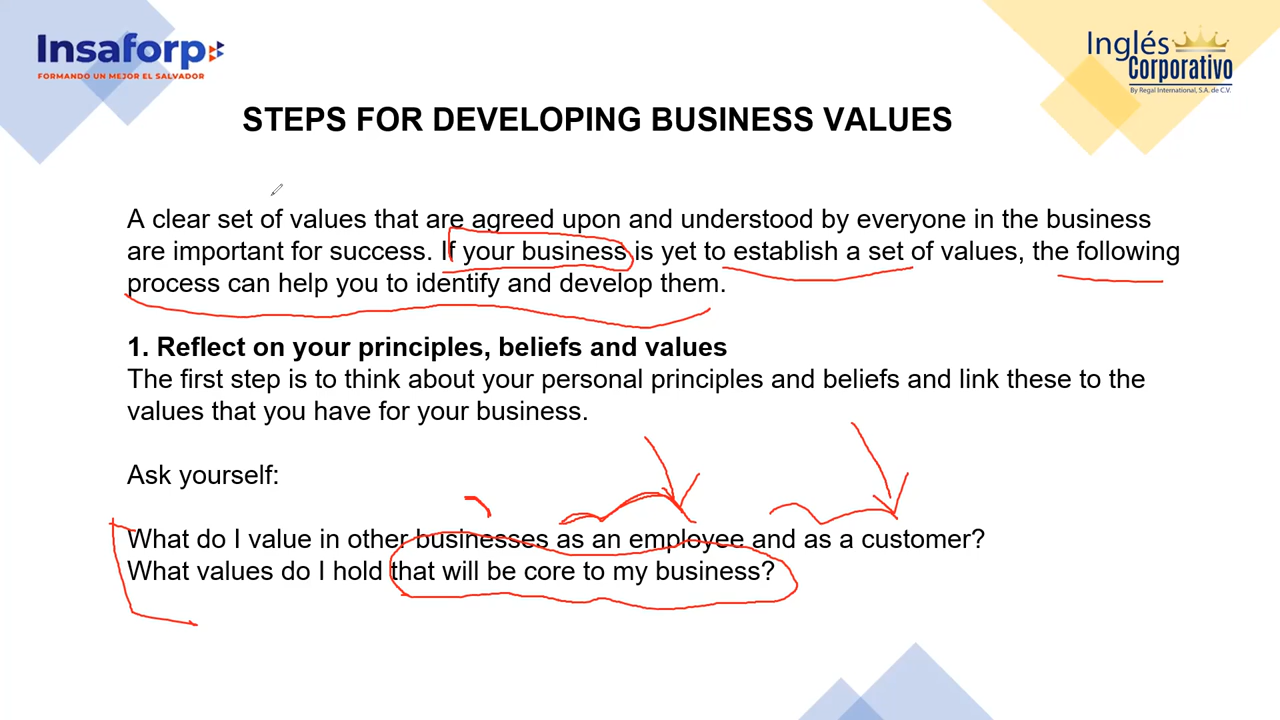 Insaforp
FORMANDO UN MEJOR EL SALVADOR
Inglés
Corporativo
By Regal International, S.A. de C.V.
STEPS FOR DEVELOPING BUSINESS VALUES
A clear set of values that are agreed upon and understood by everyone in the business
are important for success. If your business is yet to establish a set of values, the following
process can help you to identify and develop them.
1. Reflect on your principles, beliefs and values
The first step is to think about your personal principles and beliefs and link these to the
values that you have for your business.
Ask yourself:
What do I value in other businesses as an employee and as a customer?
What values do I hold that will be core to my business?